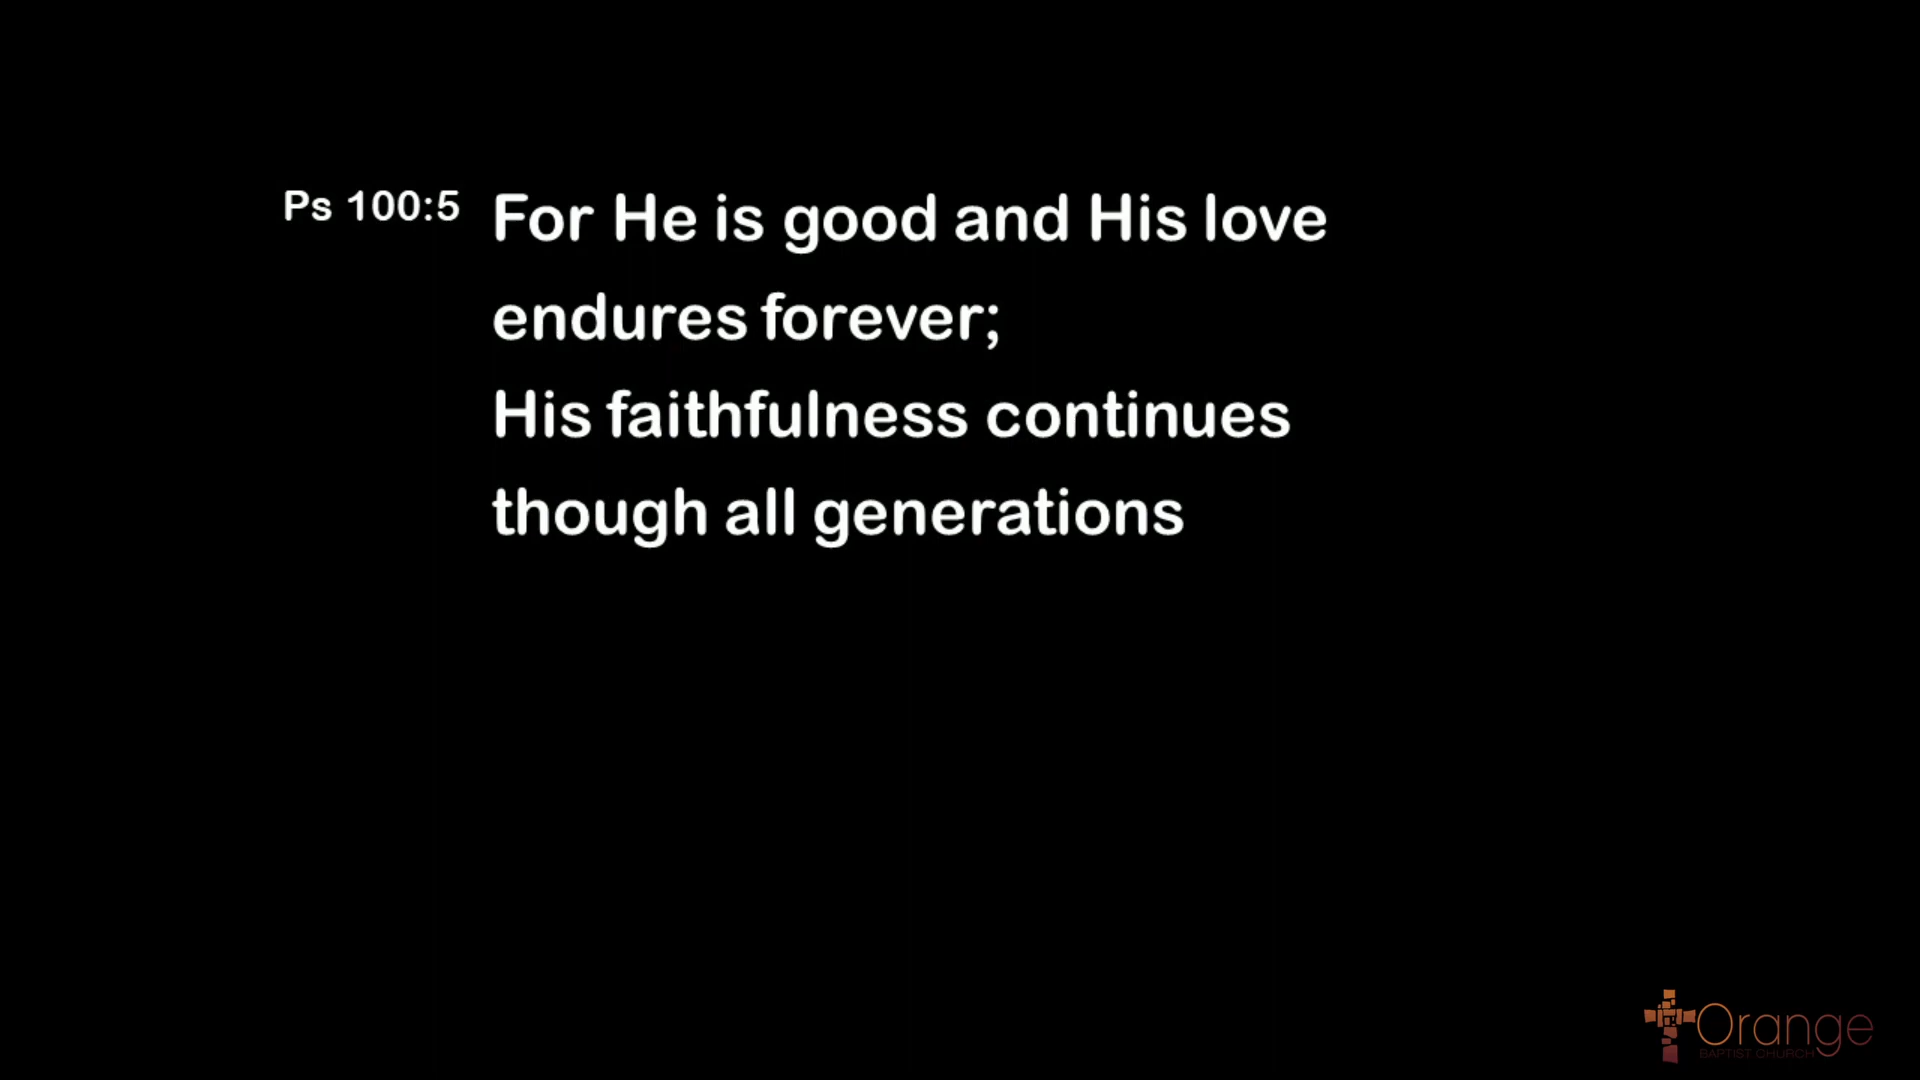 Ps 100:5 For He is good and His love
endures forever;
His faithfulness continues
though all generations
Orange
BAPTIST CHURCH